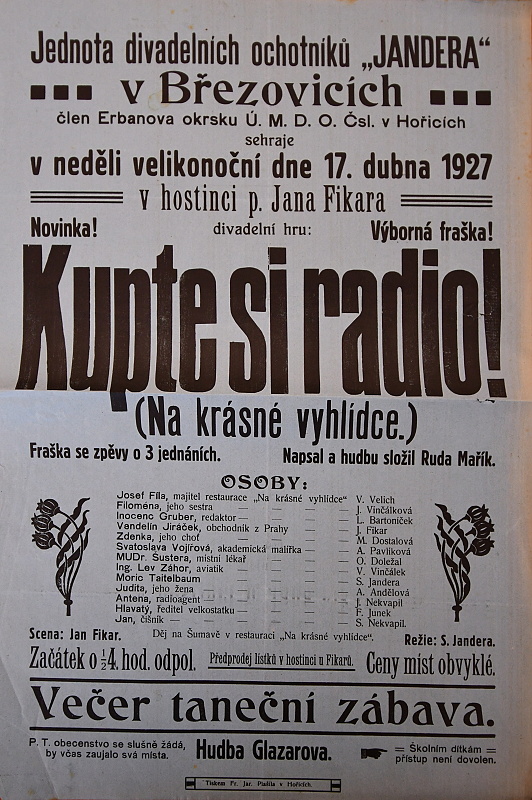 Jednota divadelních ochotníků „JANDERA“
v Březovicích
člen Erbanova okrsku Ú. M. D. O. Čsl. v Hořicích
sehraje
v neděli velikonoční dne 17. dubna 1927
v hostinci p. Jana Fikara
Novinka! divadelní hru: Výborná fraška!
Kupte si radio!
(Na krásné vyhlídce.)
Fraška se zpěvy o 3 jednáních. Napsal a hudbu složil Ruda Mařík.
OSOBY:
Josef Fíla, majitel restaurace „Na krásné vyhlídce“ V. Velich
Filoména, jeho sestra — — — — J. Vinčálková
Inocenc Gruber, redaktor — — — — L. Bartoníček
Vendelín Jiráček, obchodník z Prahy — — J. Fikar
Zdenka, jeho choť — — — — M. Dostalová
Svatoslava Vojířová, akademická malířka — — A. Pavlíková
MUDr. Šustera, místní lékař — — — O. Doležal
Ing. Lev Záhor, aviatik — — — — V. Vinčálek
Moric Taitelbaum — — — — S. Jandera
Judita, jeho žena — — — — A. Andělová
Antena, radioagent — — — — J. Nekvapil
Hlavatý, ředitel velkostatku — — — F. Junek
Jan, číšník — — — — — S. Nekvapil.
Scena: Jan Fikar. Děj na Šumavě v restauraci „Na krásné vyhlídce“. Režie: S. Jandera.
Začátek o ½4. hod. odpol. Předprodej lístků v hostinci u Fikarů. Ceny míst obvyklé.
Večer taneční zábava.
P. T. obecenstvo se slušně žádá, by včas zaujalo svá místa.
Hudba Glazarova.
= Školním dítkám = přístup není dovolen.
Tiskem Fr. Jar. Plašila v Hořicích.